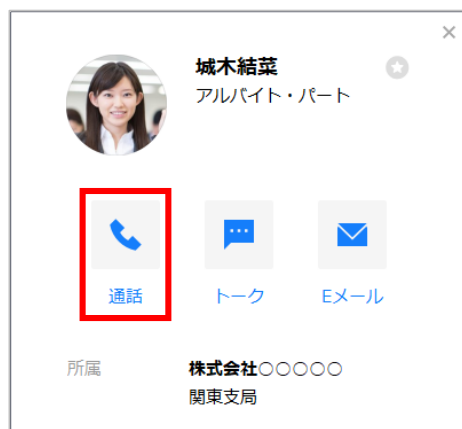 城木結菜
アルバイト・パート
通話
トーク
Eメール
所属
株式会社○○○○○
関東支局